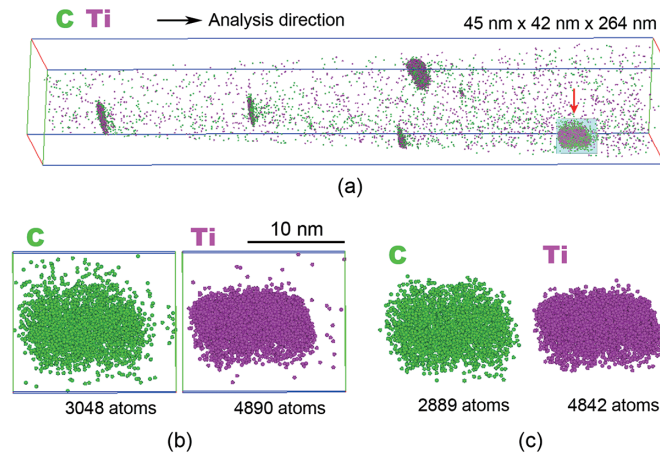 C Ti → Analysis direction 45 nm x 42 nm x 264 nm
(a)
C Ti 10 nm
C Ti
3048 atoms 4890 atoms
2889 atoms 4842 atoms
(b) (c)